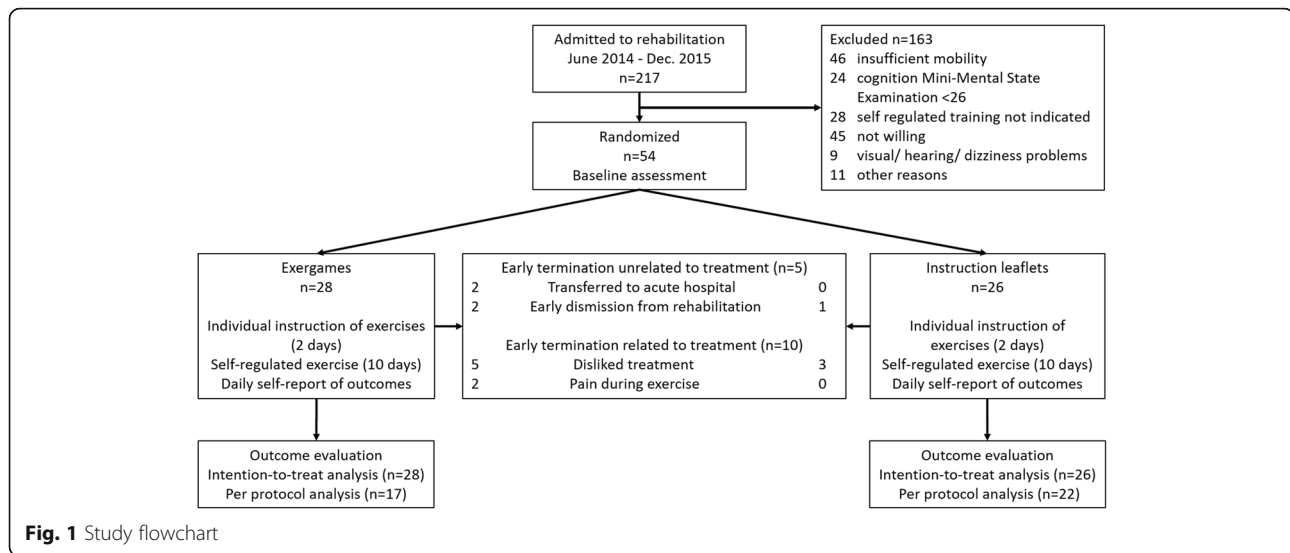 Admitted to rehabilitation
June 2014 - Dec. 2015
n=217
Excluded n=163
46 insufficient mobility
24 cognition Mini-Mental State
Examination <26
28 self regulated training not indicated
45 not willing
9 visual/ hearing/ dizziness problems
11 other reasons
Randomized
n=54
Baseline assessment
Exergames
n=28
Individual instruction of exercises
(2 days)
Self-regulated exercise (10 days)
Daily self-report of outcomes
Early termination unrelated to treatment (n=5)
2 Transferred to acute hospital 0
2 Early dismission from rehabilitation 1
Early termination related to treatment (n=10)
5 Disliked treatment 3
2 Pain during exercise 0
Instruction leaflets
n=26
Individual instruction of
exercises (2 days)
Self-regulated exercise (10 days)
Daily self-report of outcomes
Outcome evaluation
Intention-to-treat analysis (n=28)
Per protocol analysis (n=17)
Outcome evaluation
Intention-to-treat analysis (n=26)
Per protocol analysis (n=22)
Fig. 1 Study flowchart